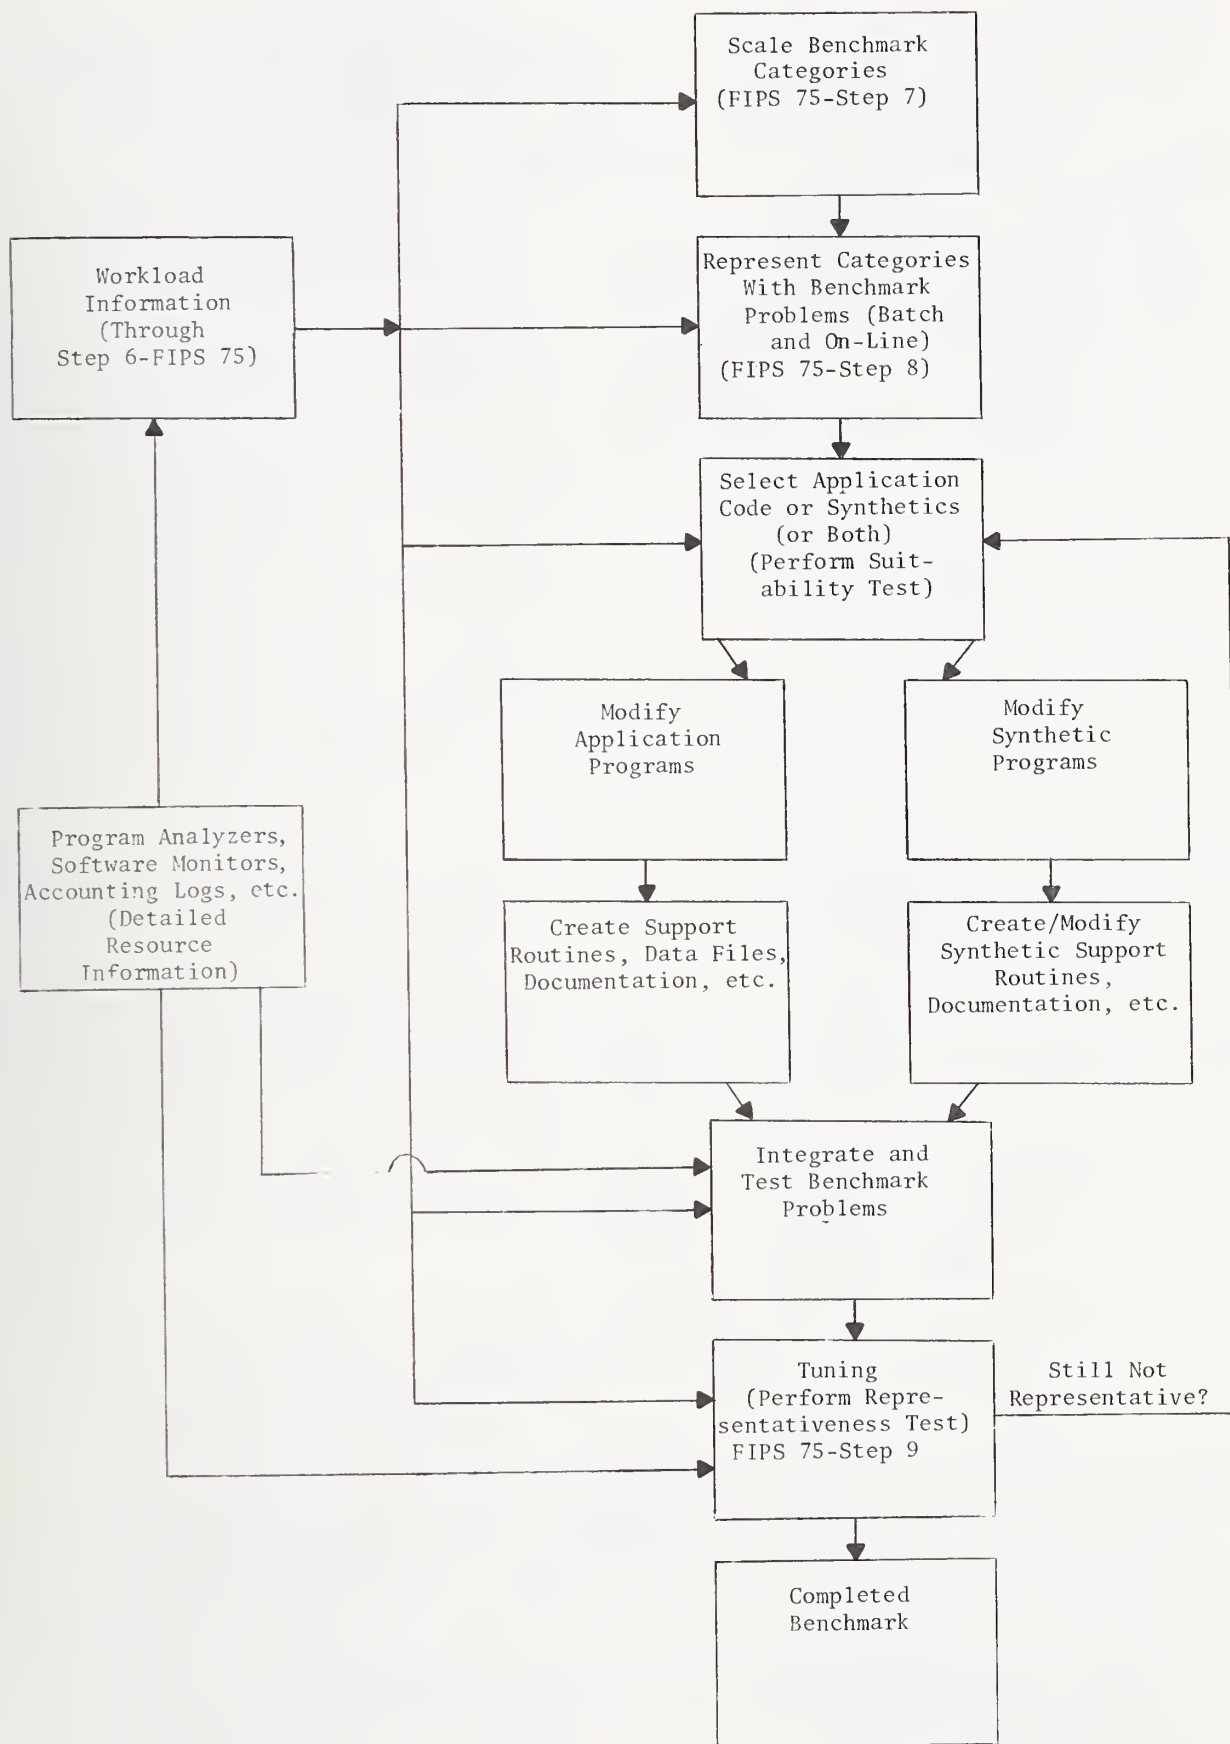 Scale Benchmark
Categories
(FIPS 75-Step 7)
Workload
Information
(Through
Step 6-FIPS 75)
Represent Categories
With Benchmark
Problems (Batch
and On-Line)
(FIPS 75-Step 8)
Select Application
Code or Synthetics
(or Both)
(Perform Suit-
ability Test)
Modify
Application
Programs
Modify
Synthetic
Programs
Program Analyzers,
Software Monitors,
Accounting Logs, etc.
(Detailed
Resource
Information)
Create Support
Routines, Data Files,
Documentation, etc.
Create/Modify
Synthetic Support
Routines,
Documentation, etc.
Integrate and
Test Benchmark
Problems
Tuning
(Perform Repre-
sentativeness Test)
FIPS 75-Step 9
Still Not
Representative?
Completed
Benchmark